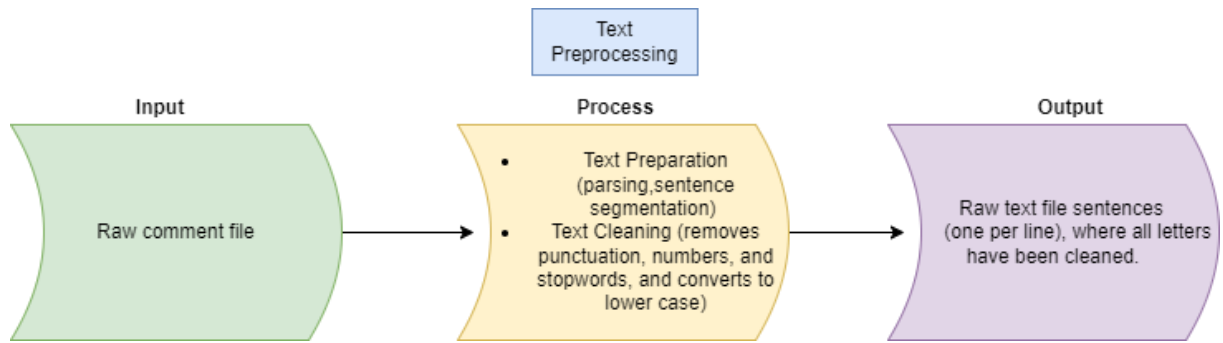 Text
Preprocessing
Input
Process
Output
Raw comment file
• Text Preparation
(parsing,sentence
segmentation)
• Text Cleaning (removes
punctuation, numbers, and
stopwords, and converts to
lower case)
Raw text file sentences
(one per line), where all letters
have been cleaned.